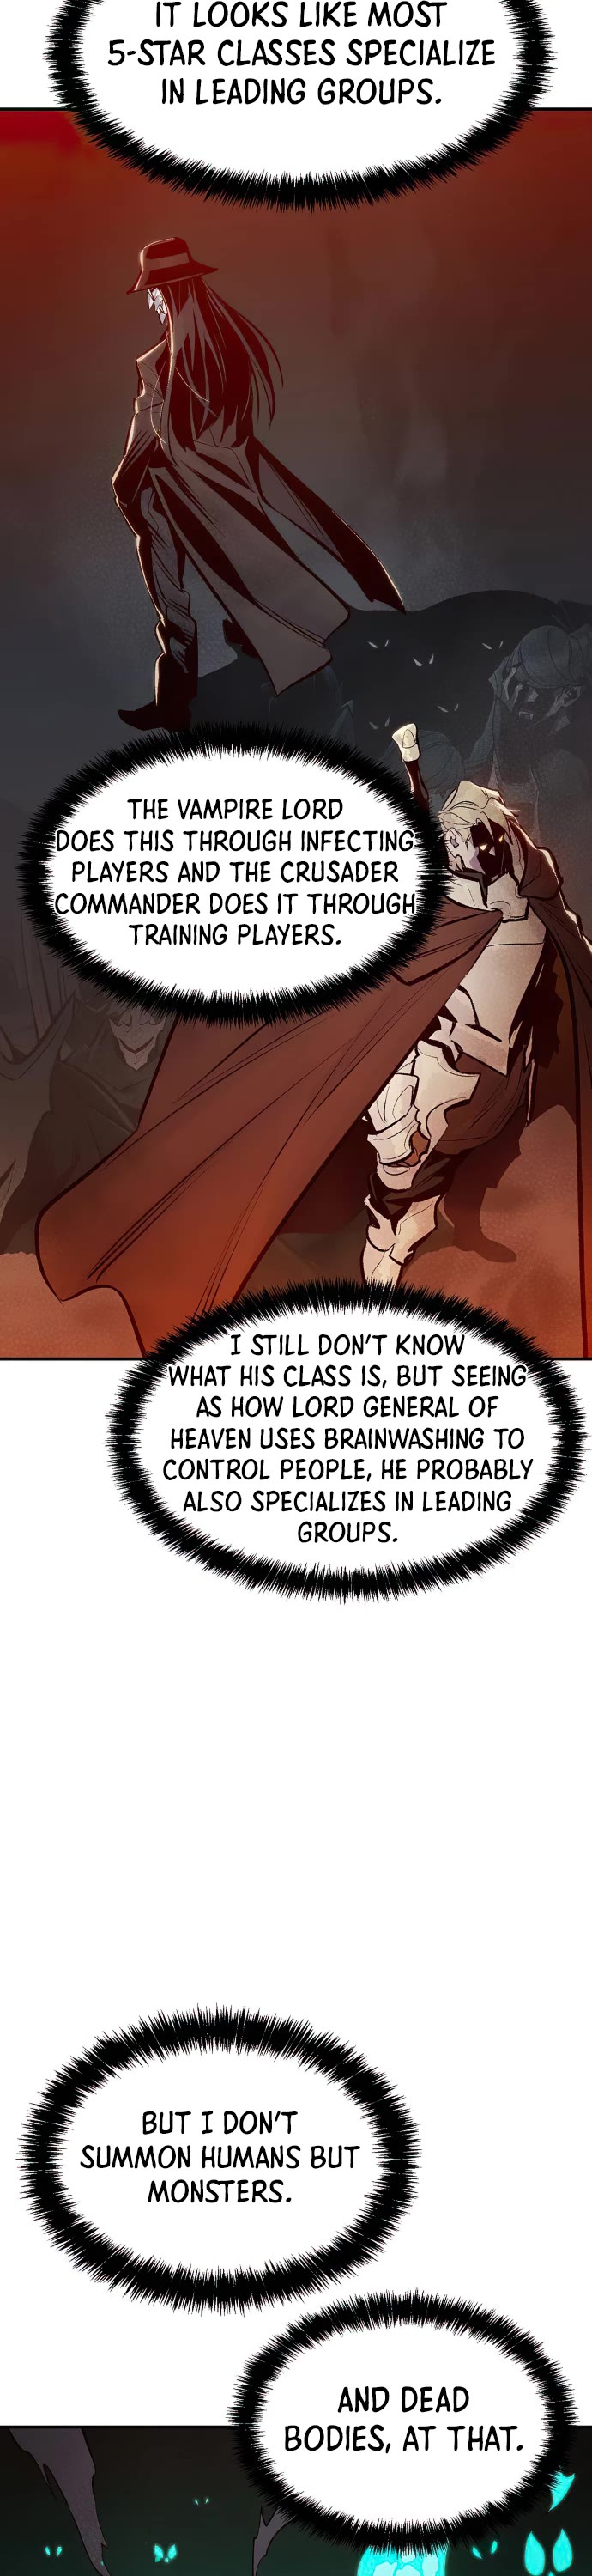 IT LOOKS LIKE MOST
5-STAR CLASSES SPECIALIZE
IN LEADING GROUPS.
THE VAMPIRE LORD
DOES THIS THROUGH INFECTING
PLAYERS AND THE CRUSADER
COMMANDER DOES IT THROUGH
TRAINING PLAYERS.
I STILL DON'T KNOW
WHAT HIS CLASS IS, BUT SEEING
AS HOW LORD GENERAL OF
HEAVEN USES BRAINWASHING TO
CONTROL PEOPLE, HE PROBABLY
ALSO SPECIALIZES IN LEADING
GROUPS.
BUT I DON'T
SUMMON HUMANS BUT
MONSTERS.
AND DEAD
BODIES, AT THAT.